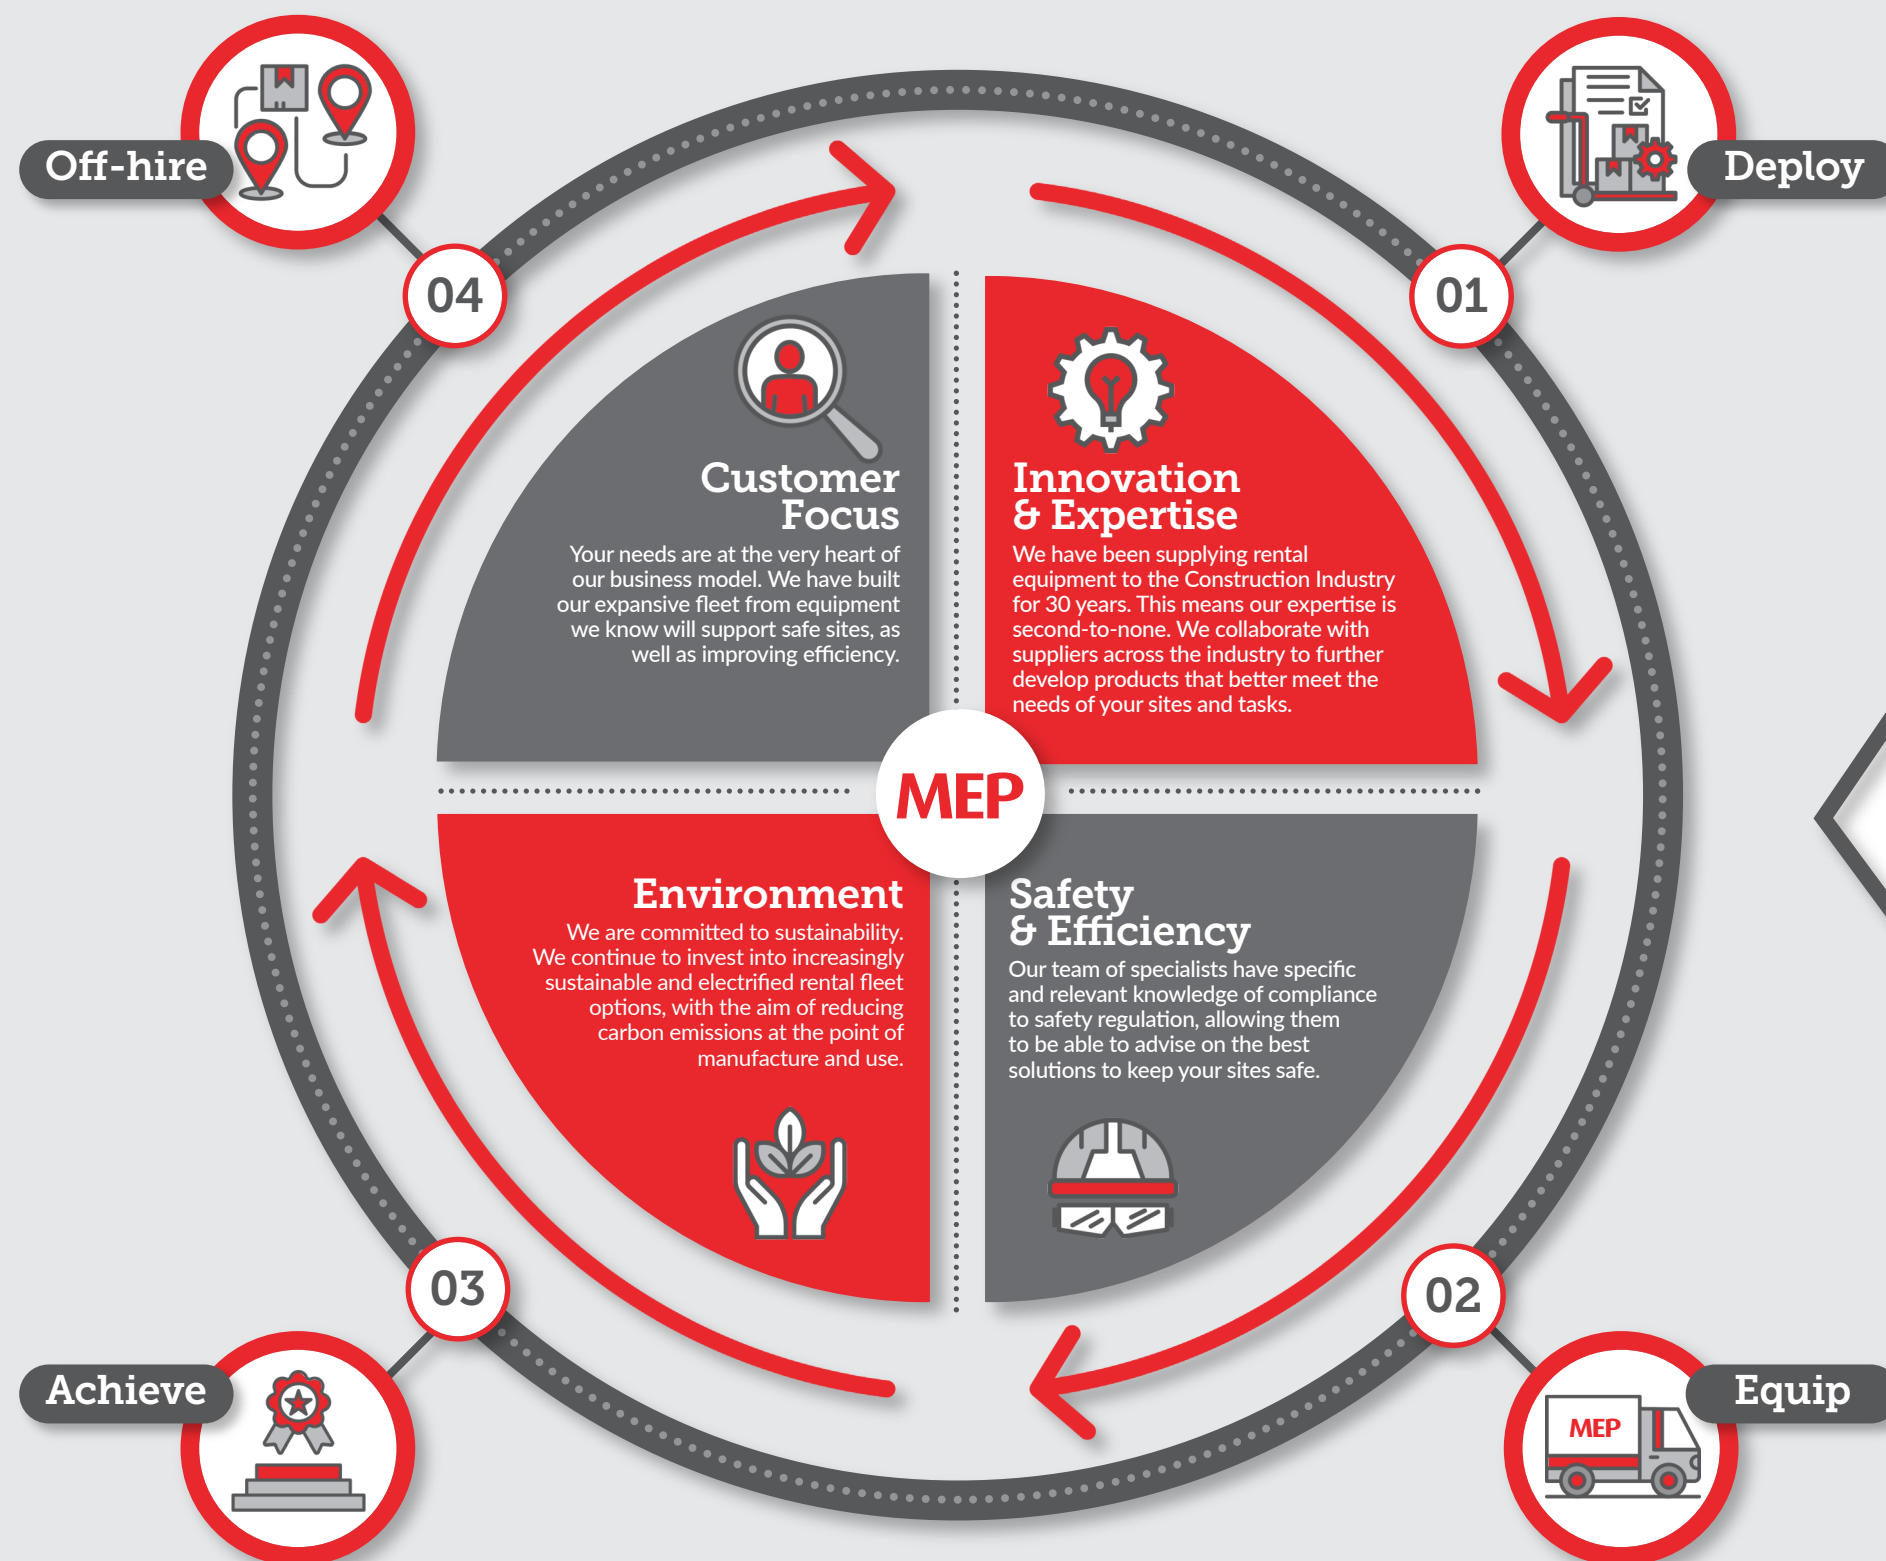 Off-hire
04
Deploy
01
Customer
Focus
Your needs are at the very heart of
our business model. We have built
our expansive fleet from equipment
we know will support safe sites, as
well as improving efficiency.
Innovation
& Expertise
We have been supplying rental
equipment to the Construction Industry
for 30 years. This means our expertise is
second-to-none. We collaborate with
suppliers across the industry to further
develop products that better meet the
needs of your sites and tasks.
MEP
Environment
We are committed to sustainability.
We continue to invest into increasingly
sustainable and electrified rental fleet
options, with the aim of reducing
carbon emissions at the point of
manufacture and use.
Safety
& Efficiency
Our team of specialists have specific
and relevant knowledge of compliance
to safety regulation, allowing them
to be able to advise on the best
solutions to keep your sites safe.
03
Achieve
02
Equip
MEP